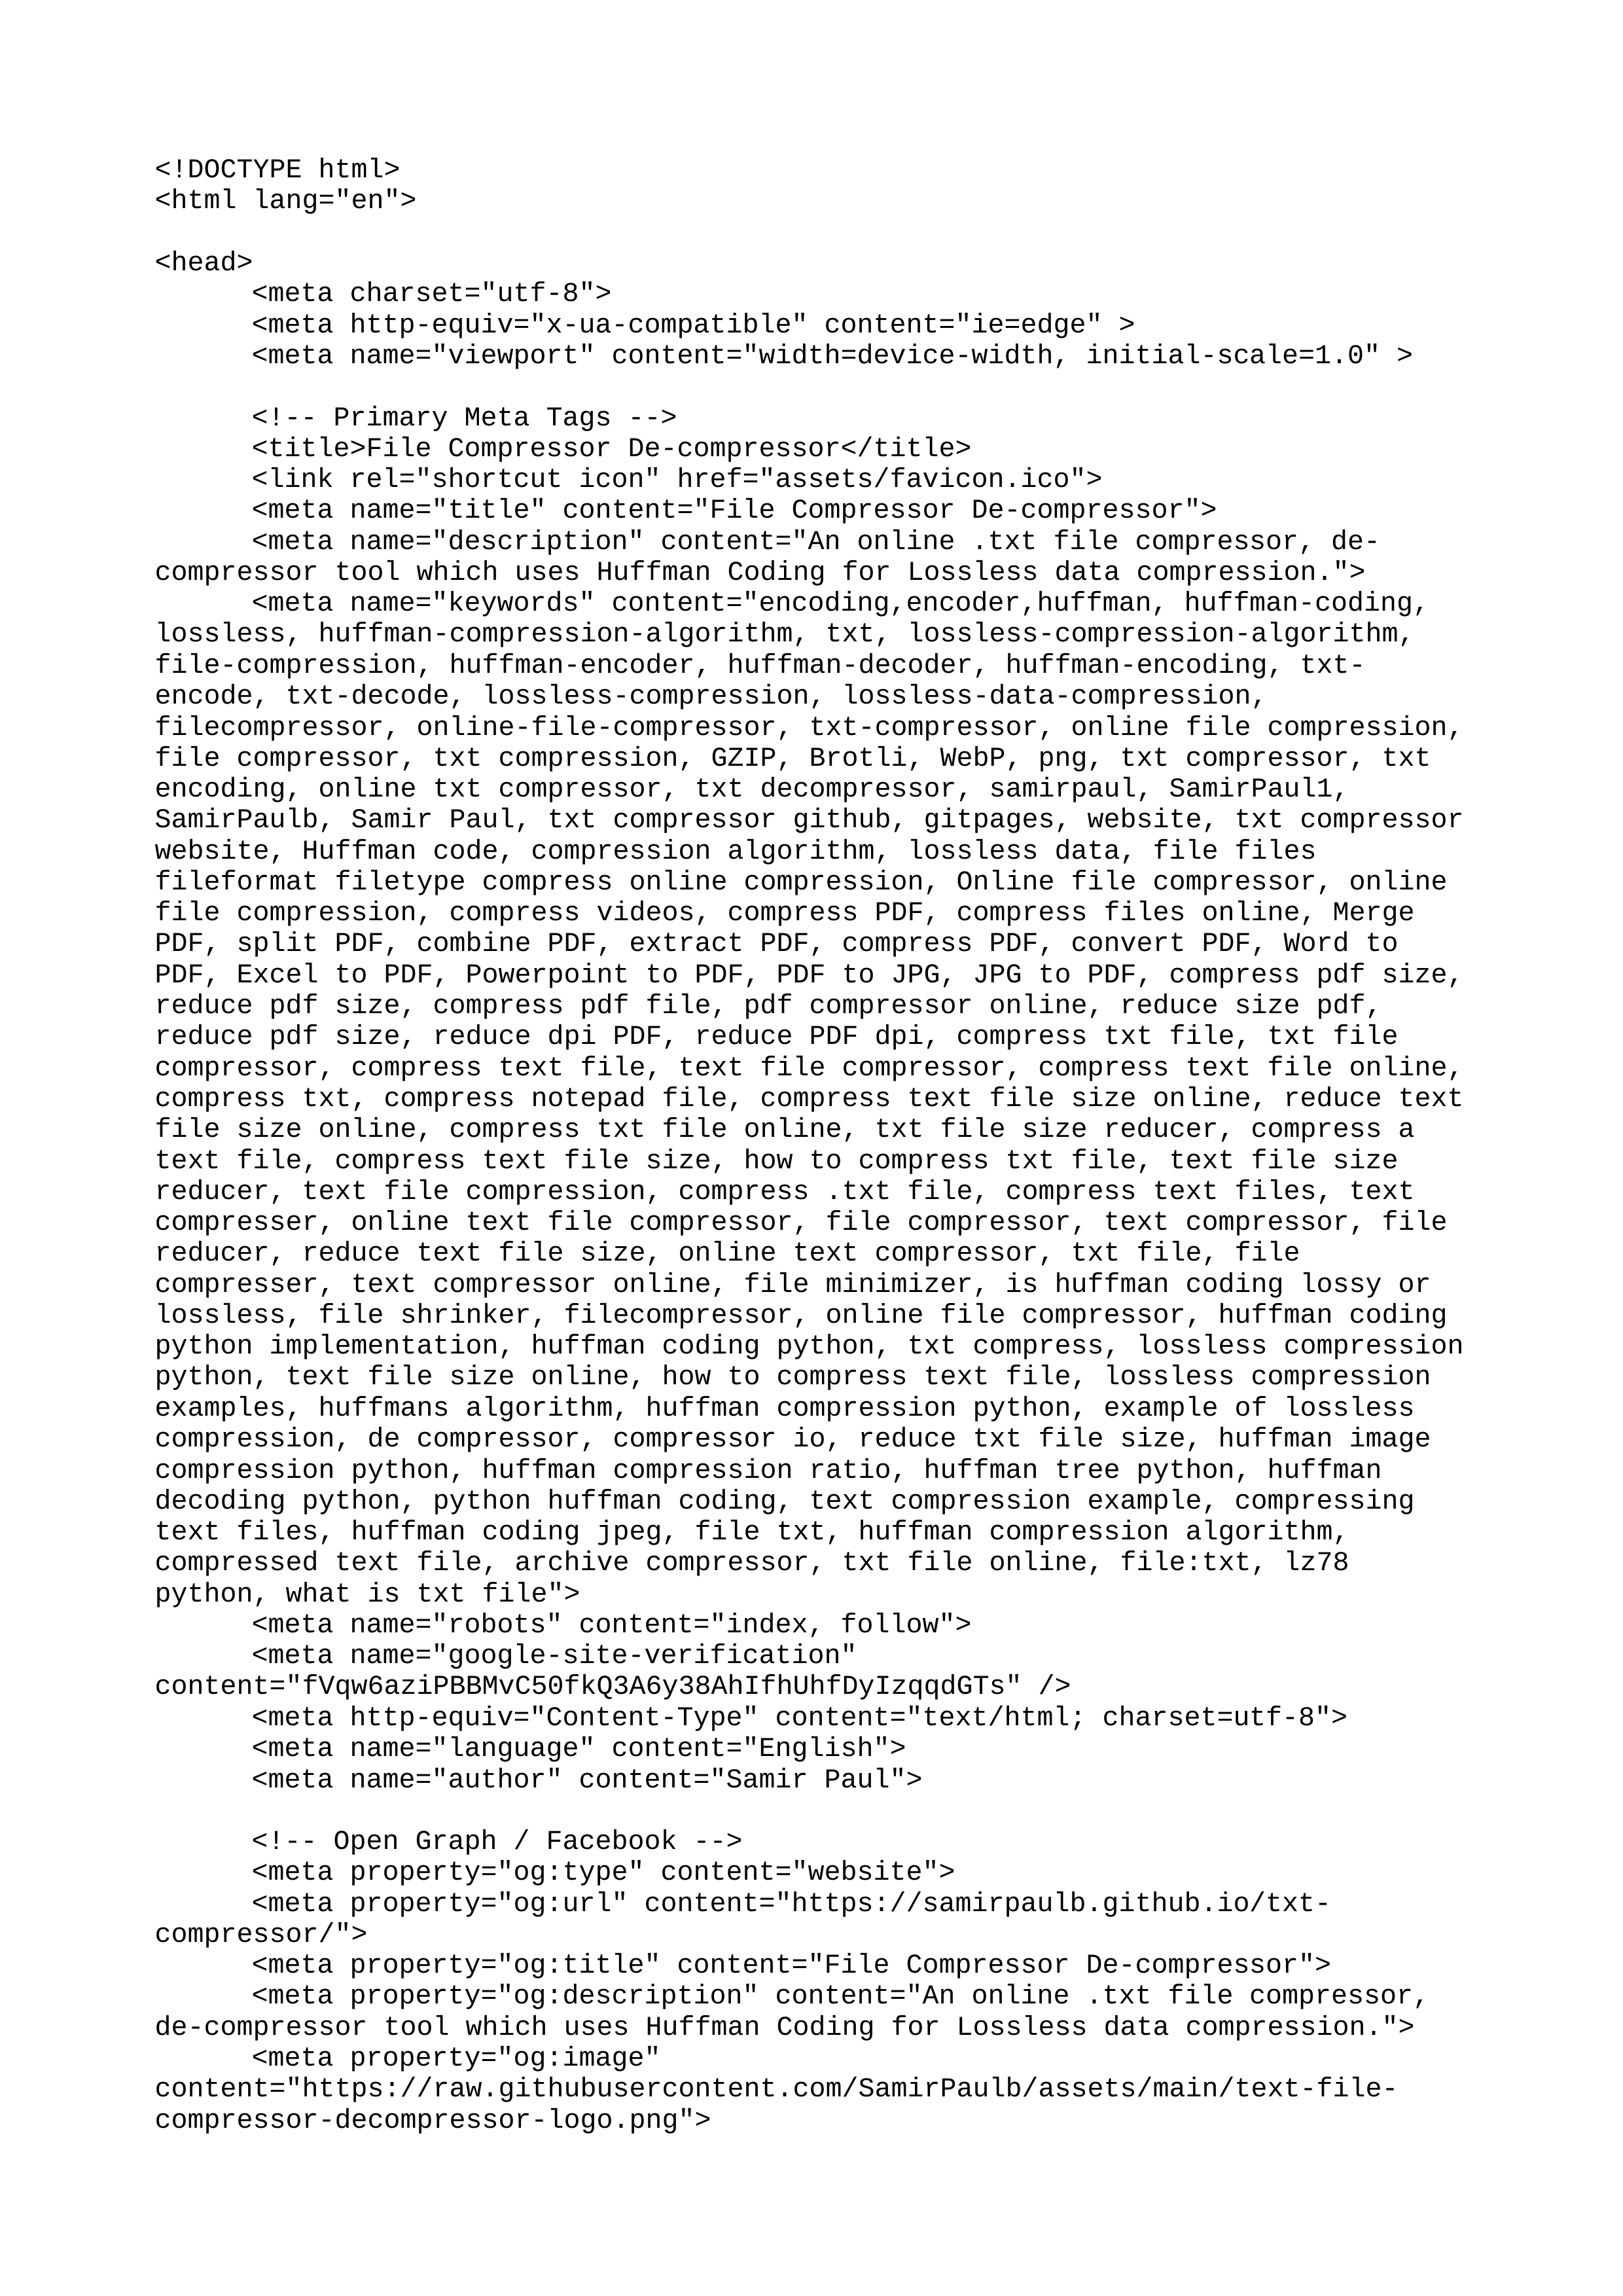 <!DOCTYPE html>
<html lang="en">
<head>
<meta charset="utf-8">
<meta http-equiv="x-ua-compatible" content="ie=edge" >
<meta name="viewport" content="width=device-width, initial-scale=1.0" >
<!-- Primary Meta Tags -->
<title>File Compressor De-compressor</title>
<link rel="shortcut icon" href="assets/favicon.ico">
<meta name="title" content="File Compressor De-compressor">
<meta name="description" content="An online .txt file compressor, de-
compressor tool which uses Huffman Coding for Lossless data compression.">
<meta name="keywords" content="encoding,encoder,huffman, huffman-coding,
lossless, huffman-compression-algorithm, txt, lossless-compression-algorithm,
file-compression, huffman-encoder, huffman-decoder, huffman-encoding, txt-
encode, txt-decode, lossless-compression, lossless-data-compression,
filecompressor, online-file-compressor, txt-compressor, online file compression,
file compressor, txt compression, GZIP, Brotli, WebP, png, txt compressor, txt
encoding, online txt compressor, txt decompressor, samirpaul, SamirPaul1,
SamirPaulb, Samir Paul, txt compressor github, gitpages, website, txt compressor
website, Huffman code, compression algorithm, lossless data, file files
fileformat filetype compress online compression, Online file compressor, online
file compression, compress videos, compress PDF, compress files online, Merge
PDF, split PDF, combine PDF, extract PDF, compress PDF, convert PDF, Word to
PDF, Excel to PDF, Powerpoint to PDF, PDF to JPG, JPG to PDF, compress pdf size,
reduce pdf size, compress pdf file, pdf compressor online, reduce size pdf,
reduce pdf size, reduce dpi PDF, reduce PDF dpi, compress txt file, txt file
compressor, compress text file, text file compressor, compress text file online,
compress txt, compress notepad file, compress text file size online, reduce text
file size online, compress txt file online, txt file size reducer, compress a
text file, compress text file size, how to compress txt file, text file size
reducer, text file compression, compress .txt file, compress text files, text
compresser, online text file compressor, file compressor, text compressor, file
reducer, reduce text file size, online text compressor, txt file, file
compresser, text compressor online, file minimizer, is huffman coding lossy or
lossless, file shrinker, filecompressor, online file compressor, huffman coding
python implementation, huffman coding python, txt compress, lossless compression
python, text file size online, how to compress text file, lossless compression
examples, huffmans algorithm, huffman compression python, example of lossless
compression, de compressor, compressor io, reduce txt file size, huffman image
compression python, huffman compression ratio, huffman tree python, huffman
decoding python, python huffman coding, text compression example, compressing
text files, huffman coding jpeg, file txt, huffman compression algorithm,
compressed text file, archive compressor, txt file online, file:txt, lz78
python, what is txt file">
<meta name="robots" content="index, follow">
<meta name="google-site-verification"
content="fVqw6aziPBBMvC50fkQ3A6y38AhIfhUhfDyIzqqdGTs" />
<meta http-equiv="Content-Type" content="text/html; charset=utf-8">
<meta name="language" content="English">
<meta name="author" content="Samir Paul">
<!-- Open Graph / Facebook -->
<meta property="og:type" content="website">
<meta property="og:url" content="https://samirpaulb.github.io/txt-
compressor/">
<meta property="og:title" content="File Compressor De-compressor">
<meta property="og:description" content="An online .txt file compressor,
de-compressor tool which uses Huffman Coding for Lossless data compression.">
<meta property="og:image"
content="https://raw.githubusercontent.com/SamirPaulb/assets/main/text-file-
compressor-decompressor-logo.png">